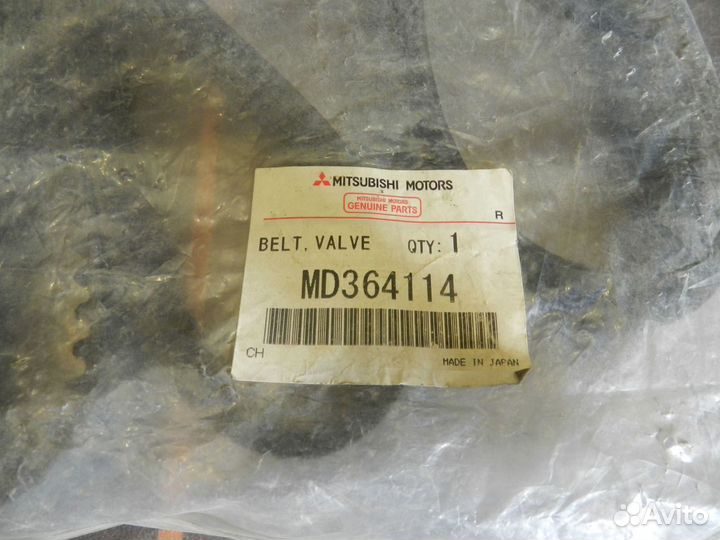 MITSUBISHI MOTORS
MITSUBISHI MOTORS
GENUINE PARTS
R
BELT, VALVE QTY: 1
MD364114
CH
MADE IN JAPAN
Avito